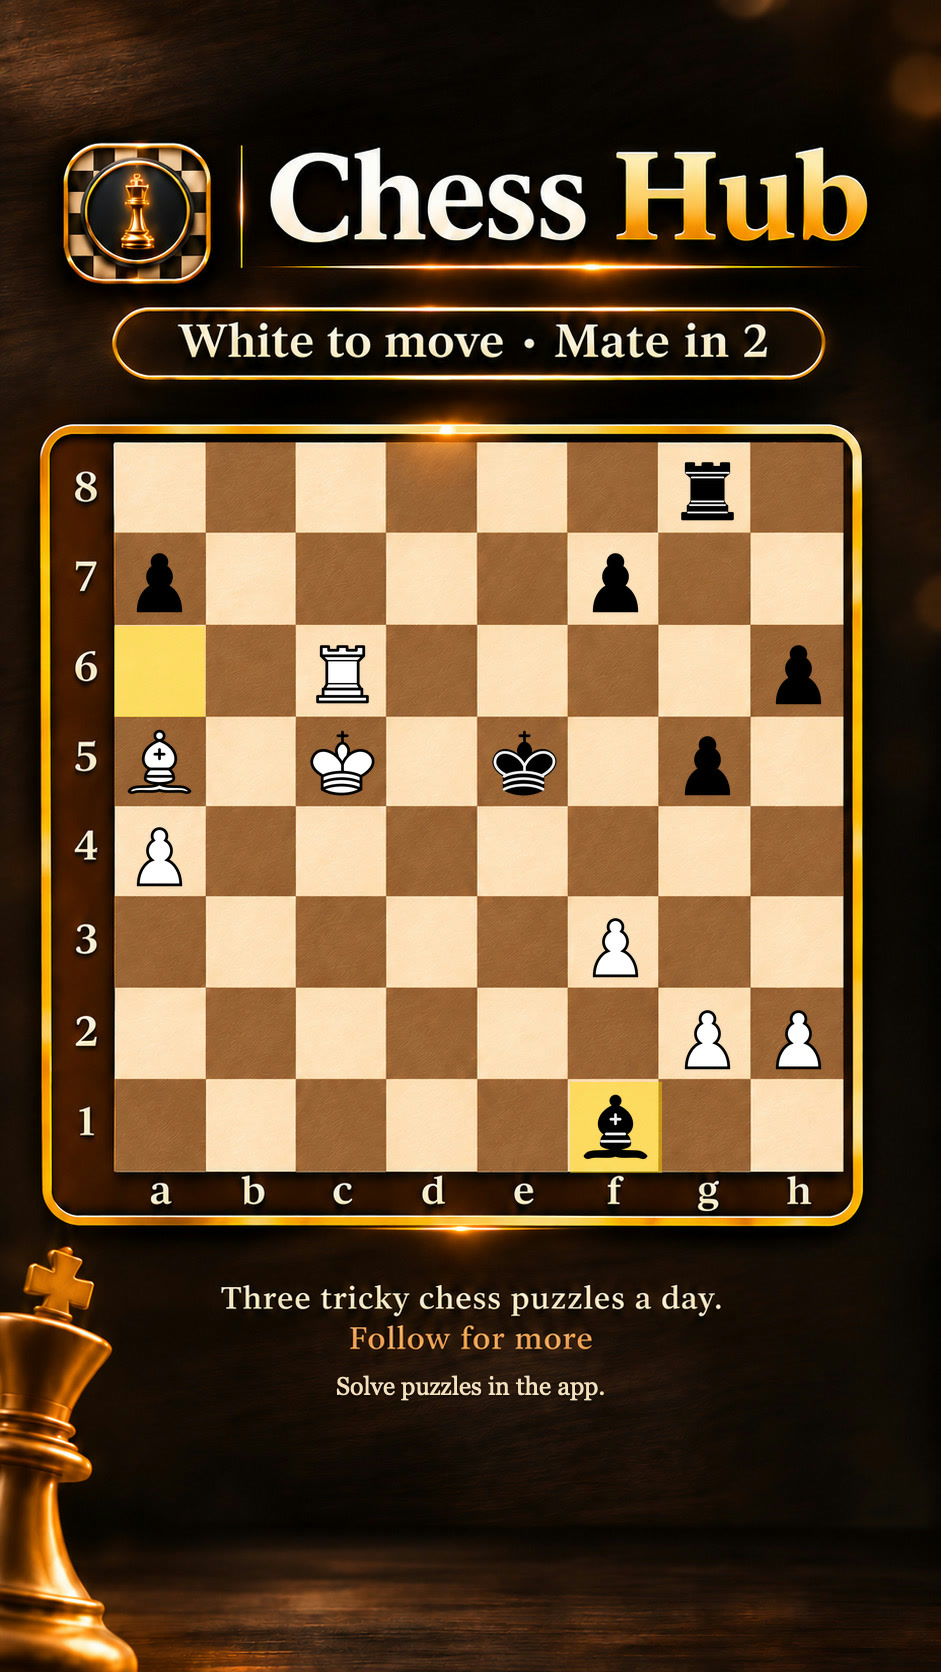 Chess Hub
White to move • Mate in 2
8
7
6
5
4
3
2
1
a b c d e f g h
Three tricky chess puzzles a day.
Follow for more
Solve puzzles in the app.